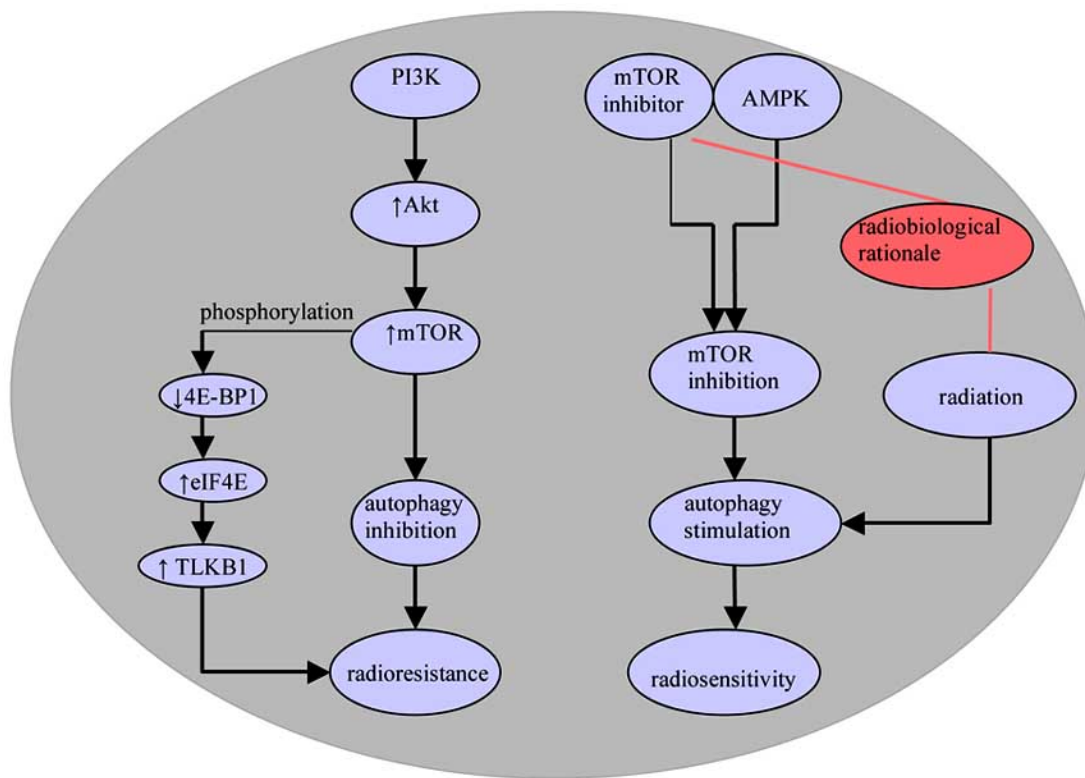 PI3K
↑Akt
phosphorylation
↑mTOR
↓4E-BP1
↑eIF4E
↑ TLKB1
autophagy
inhibition
radioresistance
mTOR
inhibitor
AMPK
radiobiological
rationale
mTOR
inhibition
radiation
autophagy
stimulation
radiosensitivity